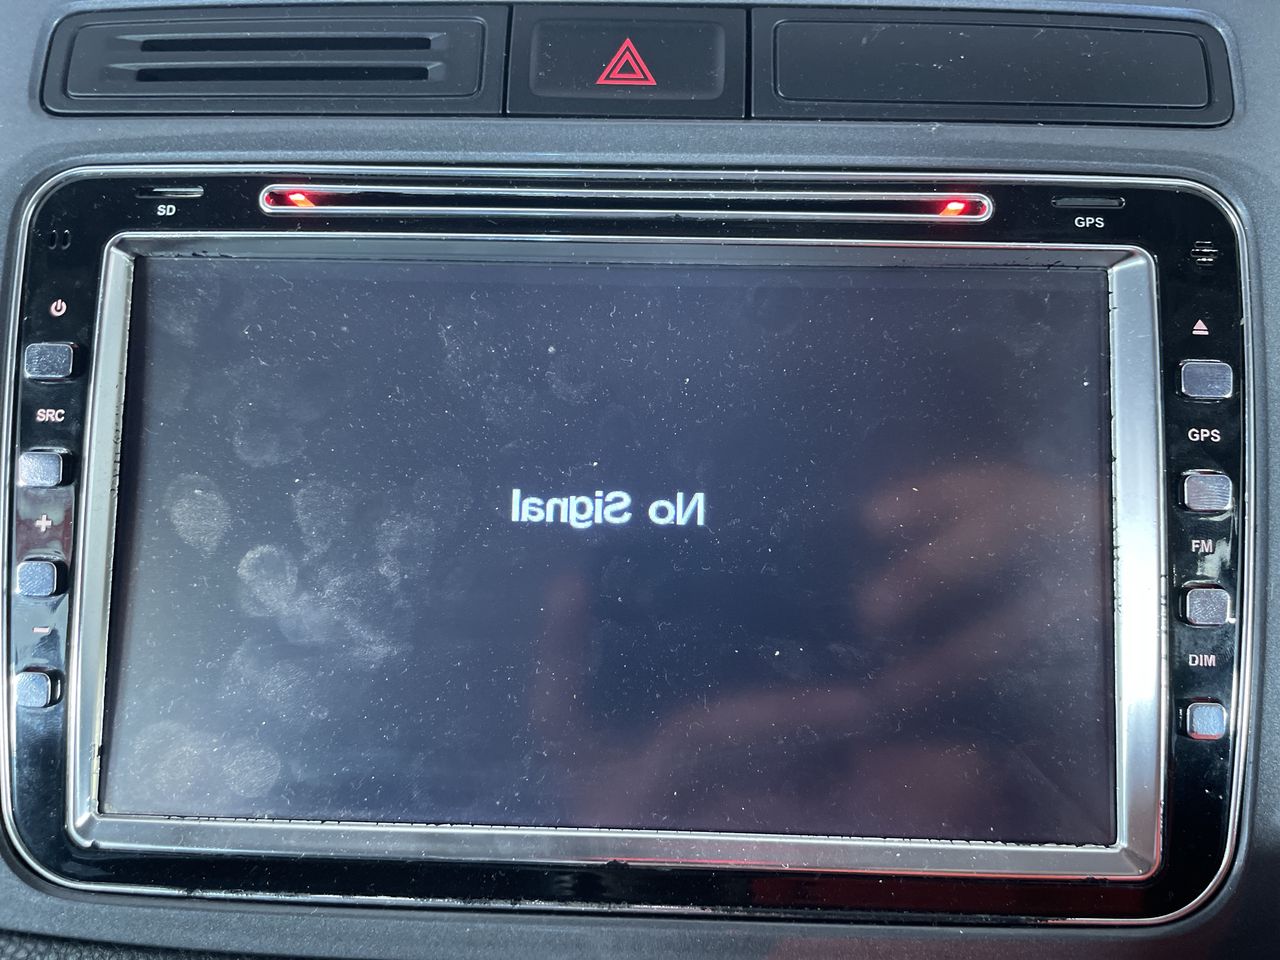 SD
GPS
SRC
+
-
No Signal
GPS
FM
DIM